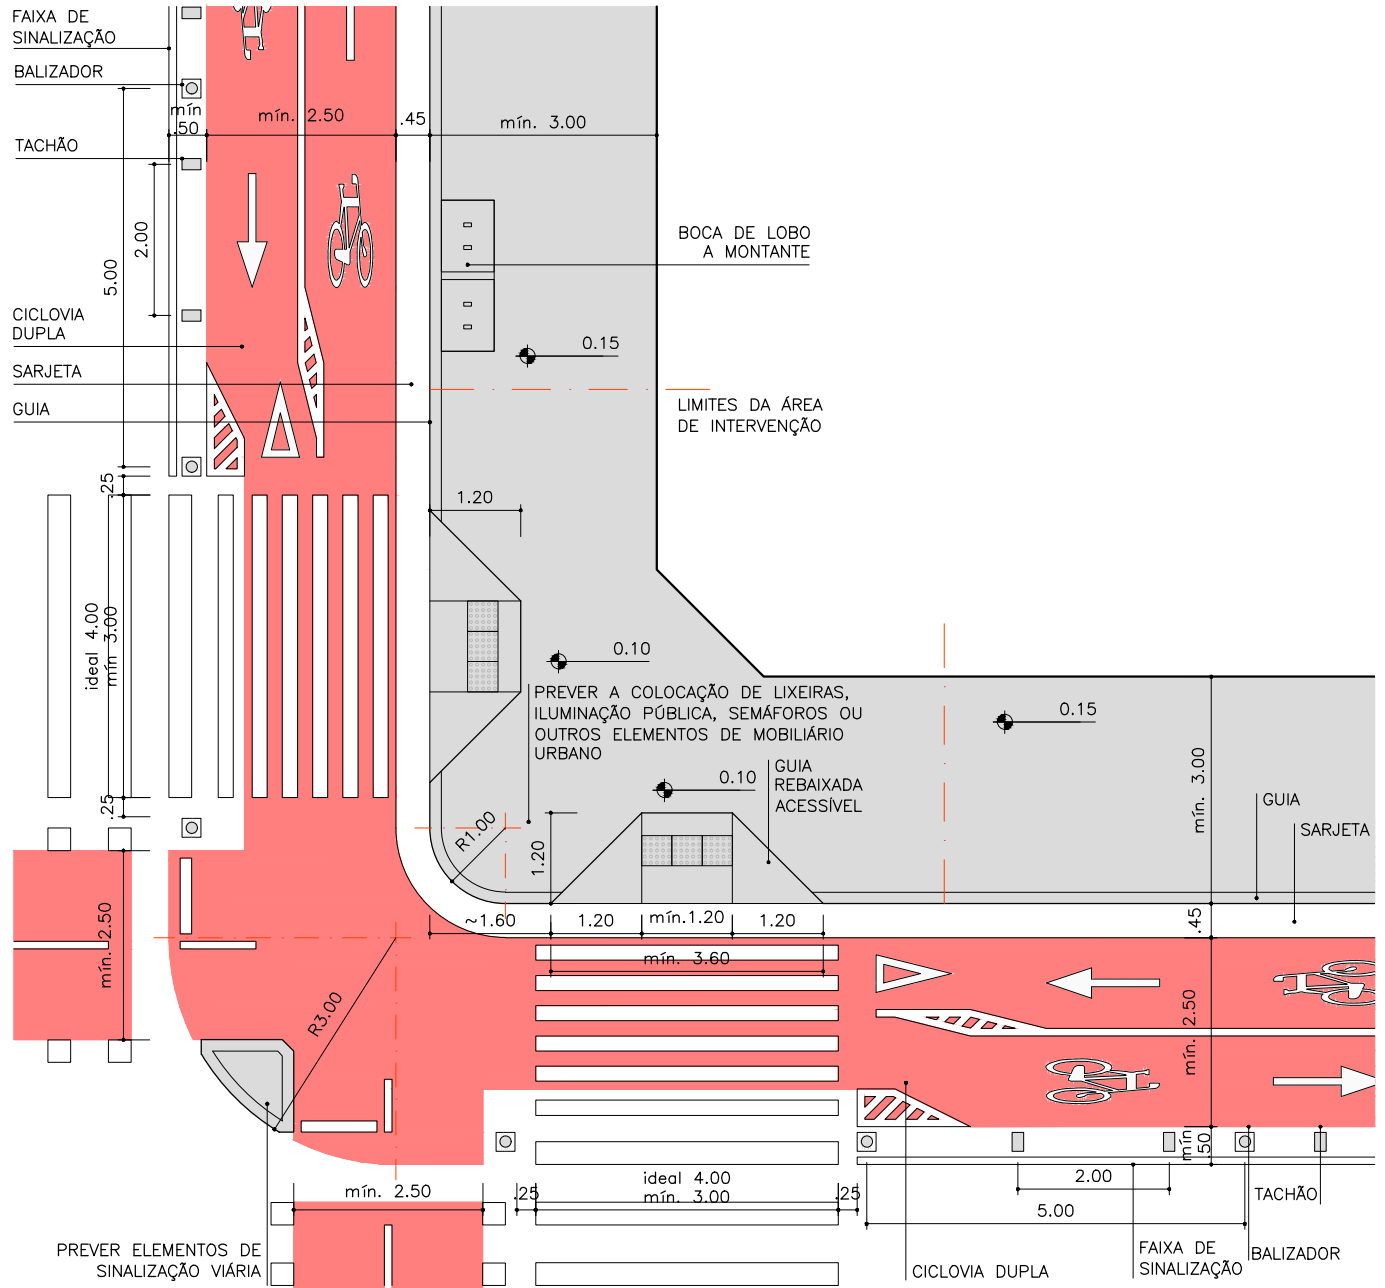 FAIXA DE
SINALIZAÇÃO
BALIZADOR
mín
.50
mín. 2.50
.45
mín. 3.00
TACHÃO
2.00
5.00
BOCA DE LOBO
A MONTANTE
CICLOVIA
DUPLA
0.15
SARJETA
GUIA
LIMITES DA ÁREA
DE INTERVENÇÃO
.25
1.20
ideal 4.00
mín 3.00
0.10
PREVER A COLOCAÇÃO DE LIXEIRAS,
ILUMINAÇÃO PÚBLICA, SEMÁFOROS OU
OUTROS ELEMENTOS DE MOBILIÁRIO
URBANO
0.15
0.10
GUIA
REBAIXADA
ACESSÍVEL
mín. 3.00
GUIA
SARJETA
.25
R1.00
1.20
~1.60
1.20
mín.1.20
1.20
.45
mín. 2.50
mín. 3.60
R3.00
mín. 2.50
mín
.50
mín. 2.50
.25
ideal 4.00
mín. 3.00
.25
2.00
5.00
TACHÃO
PREVER ELEMENTOS DE
SINALIZAÇÃO VIÁRIA
CICLOVIA DUPLA
FAIXA DE
SINALIZAÇÃO
BALIZADOR